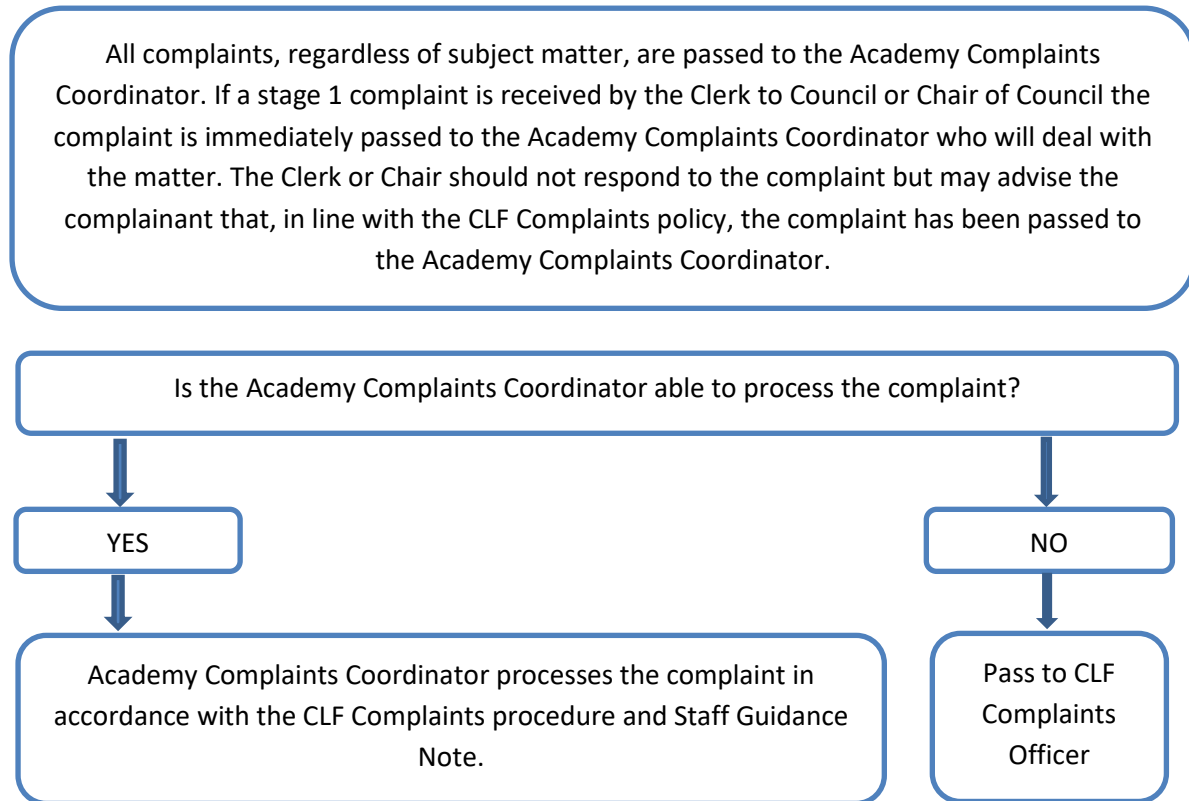 All complaints, regardless of subject matter, are passed to the Academy Complaints
Coordinator. If a stage 1 complaint is received by the Clerk to Council or Chair of Council the
complaint is immediately passed to the Academy Complaints Coordinator who will deal with
the matter. The Clerk or Chair should not respond to the complaint but may advise the
complainant that, in line with the CLF Complaints policy, the complaint has been passed to
the Academy Complaints Coordinator.
Is the Academy Complaints Coordinator able to process the complaint?
YES
NO
Academy Complaints Coordinator processes the complaint in
accordance with the CLF Complaints procedure and Staff Guidance
Note.
Pass to CLF
Complaints
Officer